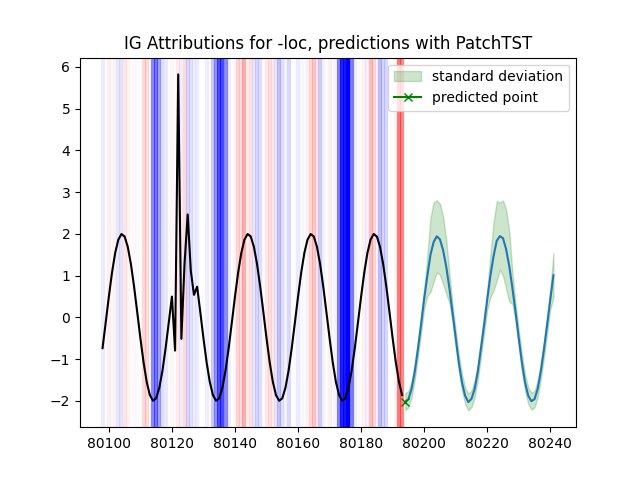 IG Attributions for -loc, predictions with PatchTST
standard deviation
predicted point
6
5
4
3
2
1
0
−1
−2
80100 80120 80140 80160 80180 80200 80220 80240